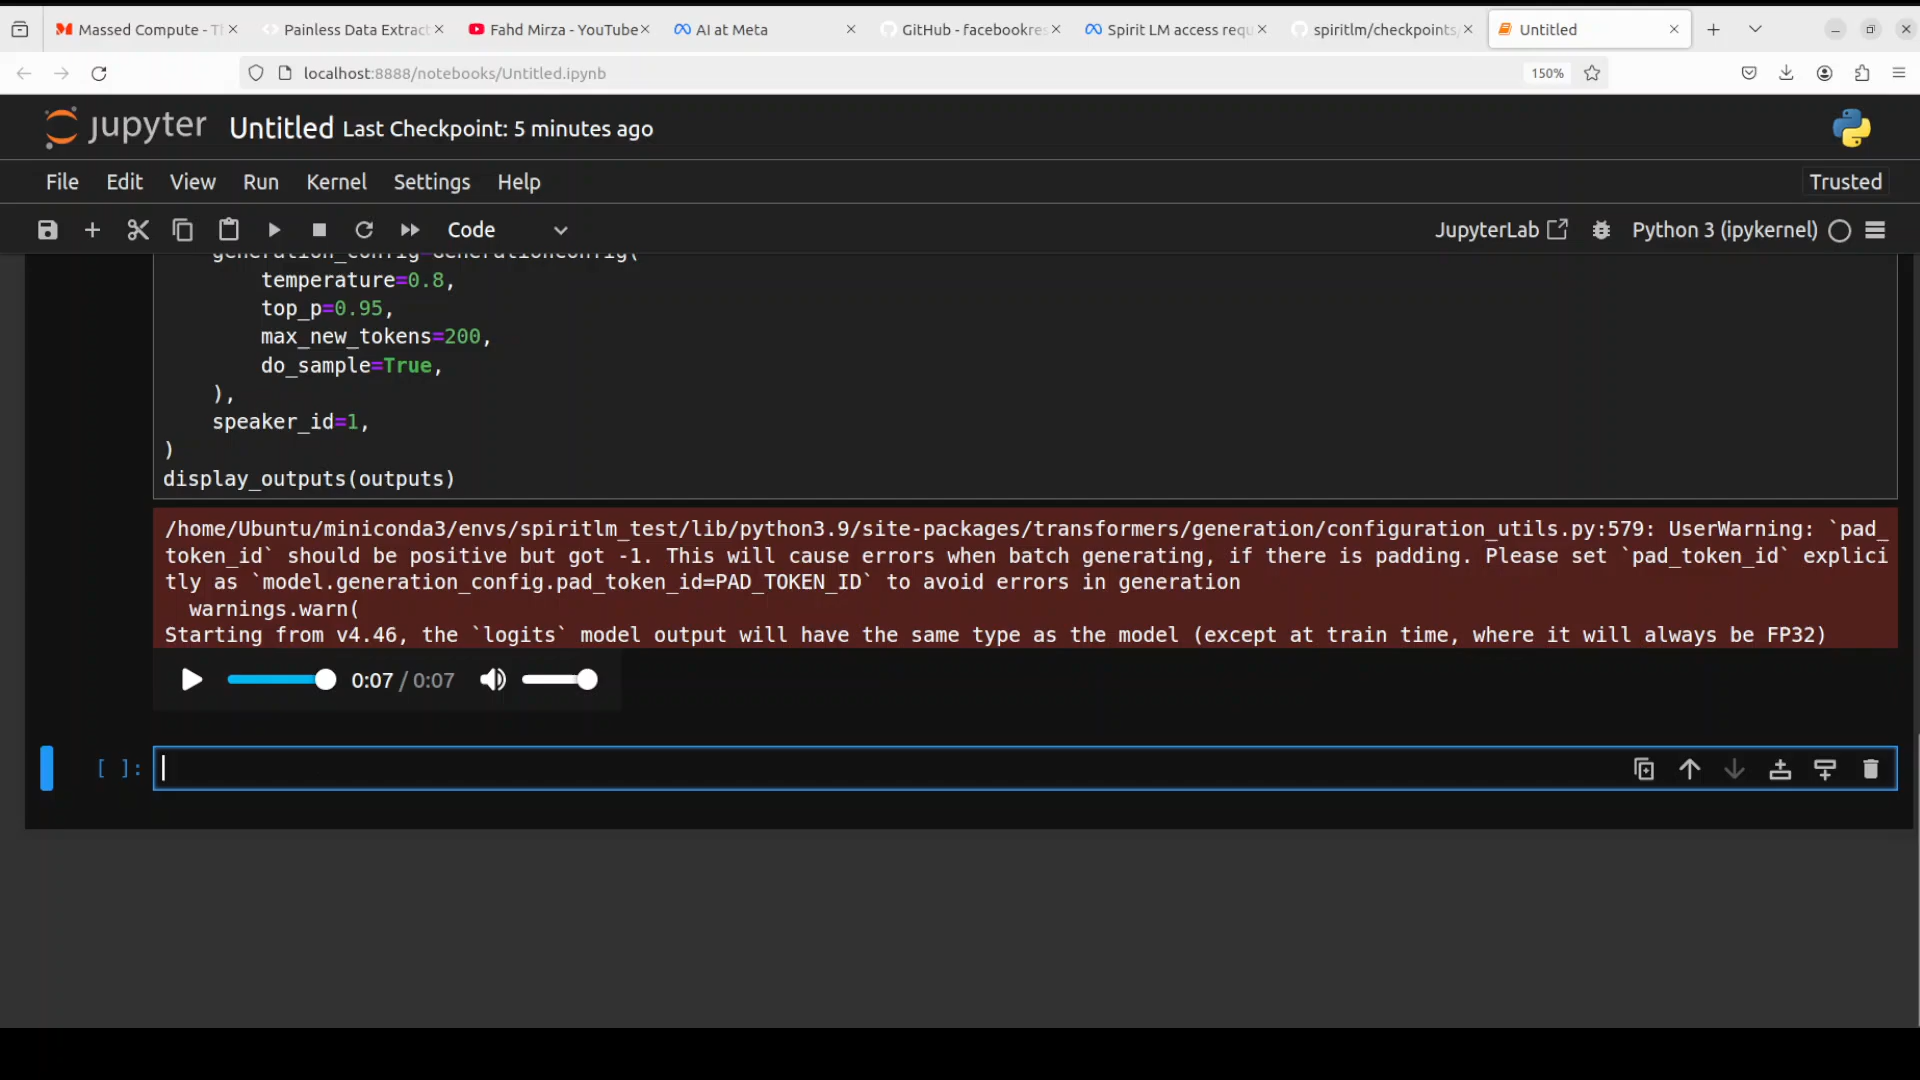 Massed Compute - Th
Painless Data Extract
Fahd Mirza - YouTube
AI at Meta
GitHub - facebookres
Spirit LM access requ
spiritlm/checkpoints/
Untitled
localhost:8888/notebooks/Untitled.ipynb
150%
jupyter Untitled Last Checkpoint: 5 minutes ago
File Edit View Run Kernel Settings Help
Trusted
Code
JupyterLab
Python 3 (ipykernel)
generation_config=GenerationConfig(
temperature=0.8,
top_p=0.95,
max_new_tokens=200,
do_sample=True,
),
speaker_id=1,
)
display_outputs(outputs)
/home/Ubuntu/miniconda3/envs/spiritlm_test/lib/python3.9/site-packages/transformers/generation/configuration_utils.py:579: UserWarning: `pad_
token_id` should be positive but got -1. This will cause errors when batch generating, if there is padding. Please set `pad_token_id` explici
tly as `model.generation_config.pad_token_id=PAD_TOKEN_ID` to avoid errors in generation
warnings.warn(
Starting from v4.46, the `logits` model output will have the same type as the model (except at train time, where it will always be FP32)
0:07 / 0:07
[ ]: